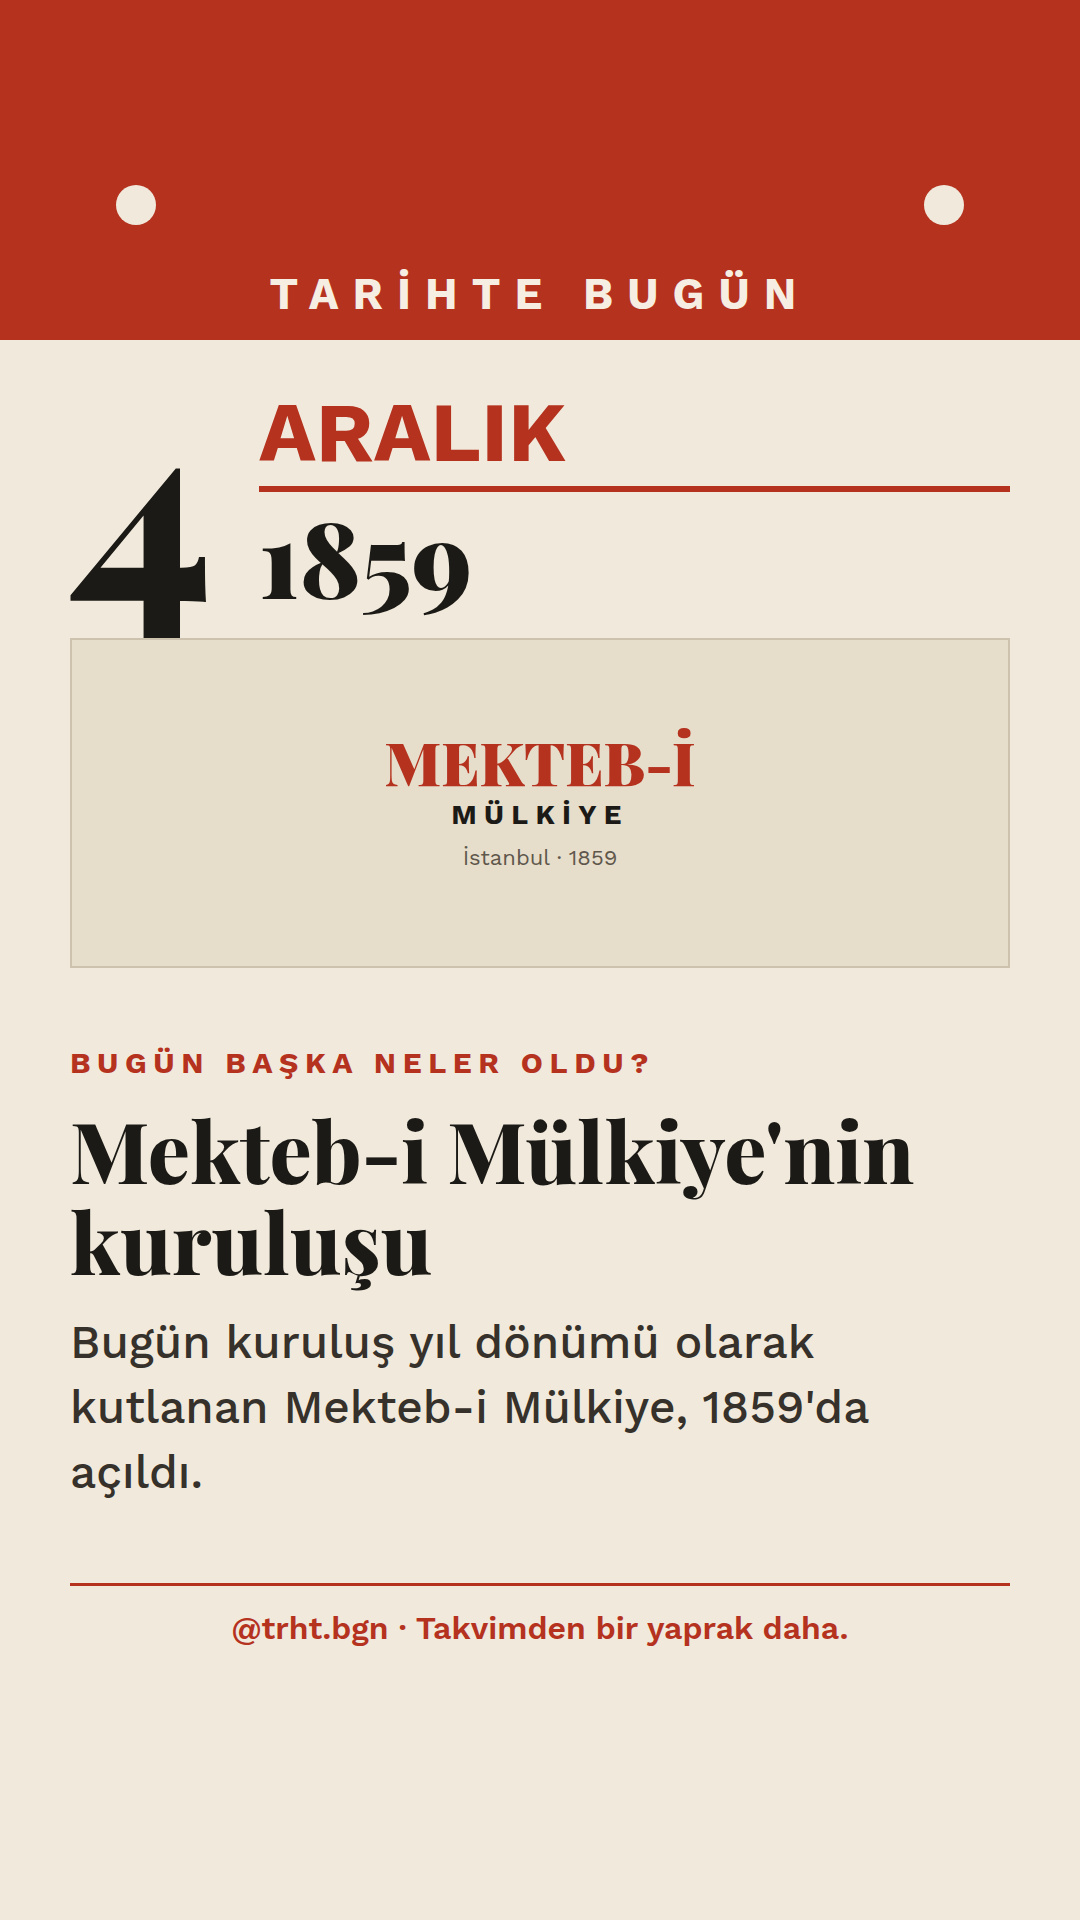 TARİHTE BUGÜN
4
ARALIK
1859
MEKTEB-İ
MÜLKİYE
İstanbul · 1859
BUGÜN BAŞKA NELER OLDU?
Mekteb-i Mülkiye'nin
kuruluşu
Bugün kuruluş yıl dönümü olarak
kutlanan Mekteb-i Mülkiye, 1859'da
açıldı.
@trht.bgn · Takvimden bir yaprak daha.